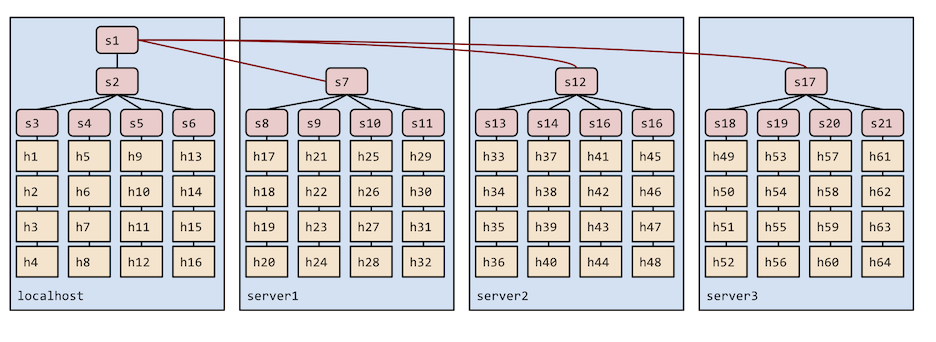 s1
s2 s7 s12 s17
s3 s4 s5 s6 s8 s9 s10 s11 s13 s14 s16 s16 s18 s19 s20 s21
h1 h5 h9 h13 h17 h21 h25 h29 h33 h37 h41 h45 h49 h53 h57 h61
h2 h6 h10 h14 h18 h22 h26 h30 h34 h38 h42 h46 h50 h54 h58 h62
h3 h7 h11 h15 h19 h23 h27 h31 h35 h39 h43 h47 h51 h55 h59 h63
h4 h8 h12 h16 h20 h24 h28 h32 h36 h40 h44 h48 h52 h56 h60 h64
localhost server1 server2 server3